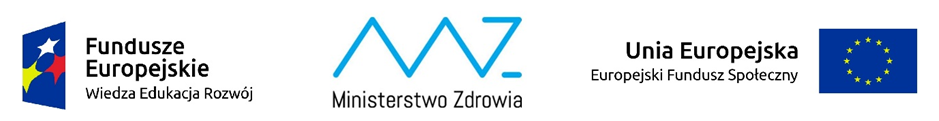 Fundusze
Europejskie
Wiedza Edukacja Rozwój
Ministerstwo Zdrowia
Unia Europejska
Europejski Fundusz Społeczny